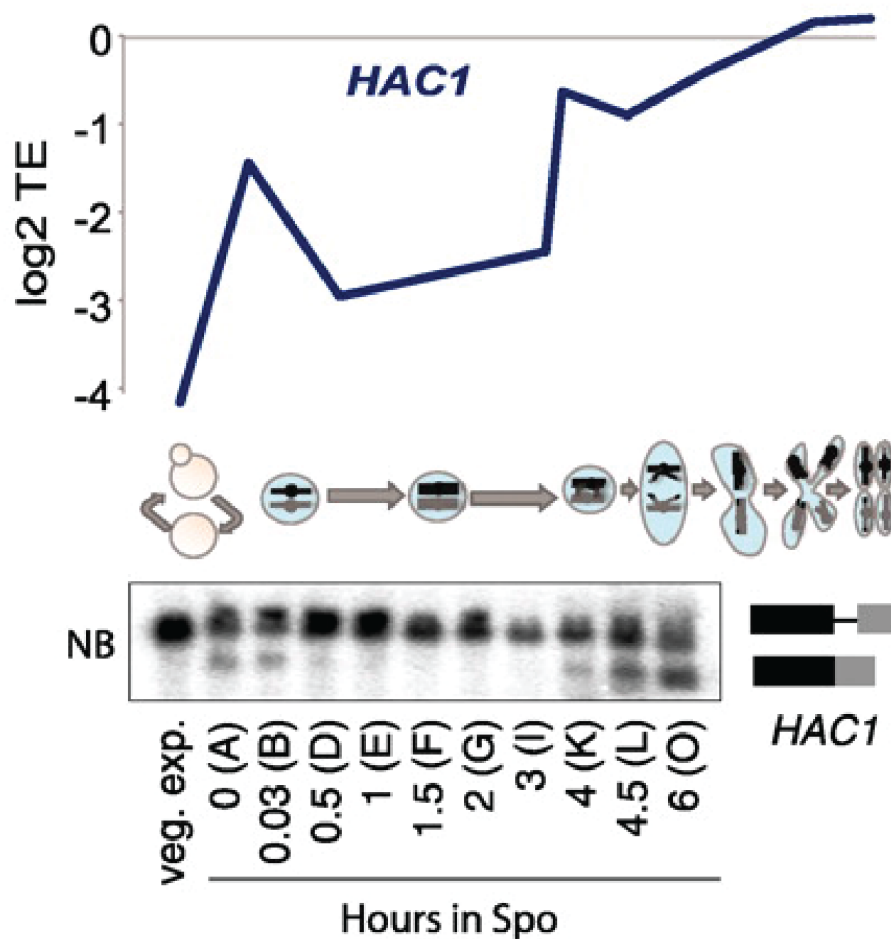 0
HAC1
-1
log2 TE
-2
-3
-4
NB
HAC1
veg. exp.
0 (A)
0.03 (B)
0.5 (D)
1 (E)
1.5 (F)
2 (G)
3 (I)
4 (K)
4.5 (L)
6 (O)
Hours in Spo